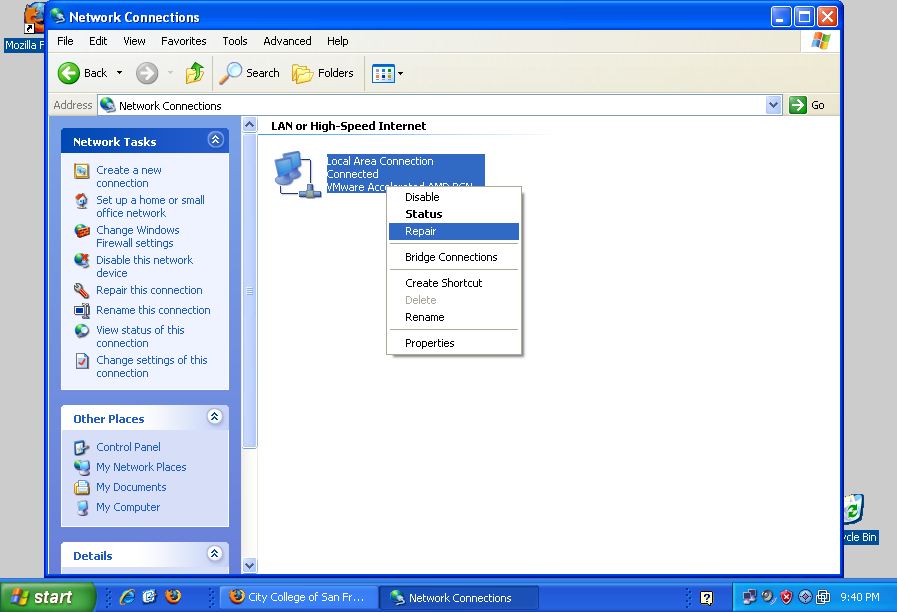 Mozilla F
Network Connections
File Edit View Favorites Tools Advanced Help
Back Search Folders
Address Network Connections Go
Network Tasks
Create a new
connection
Set up a home or small
office network
Change Windows
Firewall settings
Disable this network
device
Repair this connection
Rename this connection
View status of this
connection
Change settings of this
connection
Other Places
Control Panel
My Network Places
My Documents
My Computer
Details
LAN or High-Speed Internet
Local Area Connection
Connected
VMware Accelerated AMD PCN...
Disable
Status
Repair
Bridge Connections
Create Shortcut
Delete
Rename
Properties
ycle Bin
start City College of San Fr... Network Connections 9:40 PM